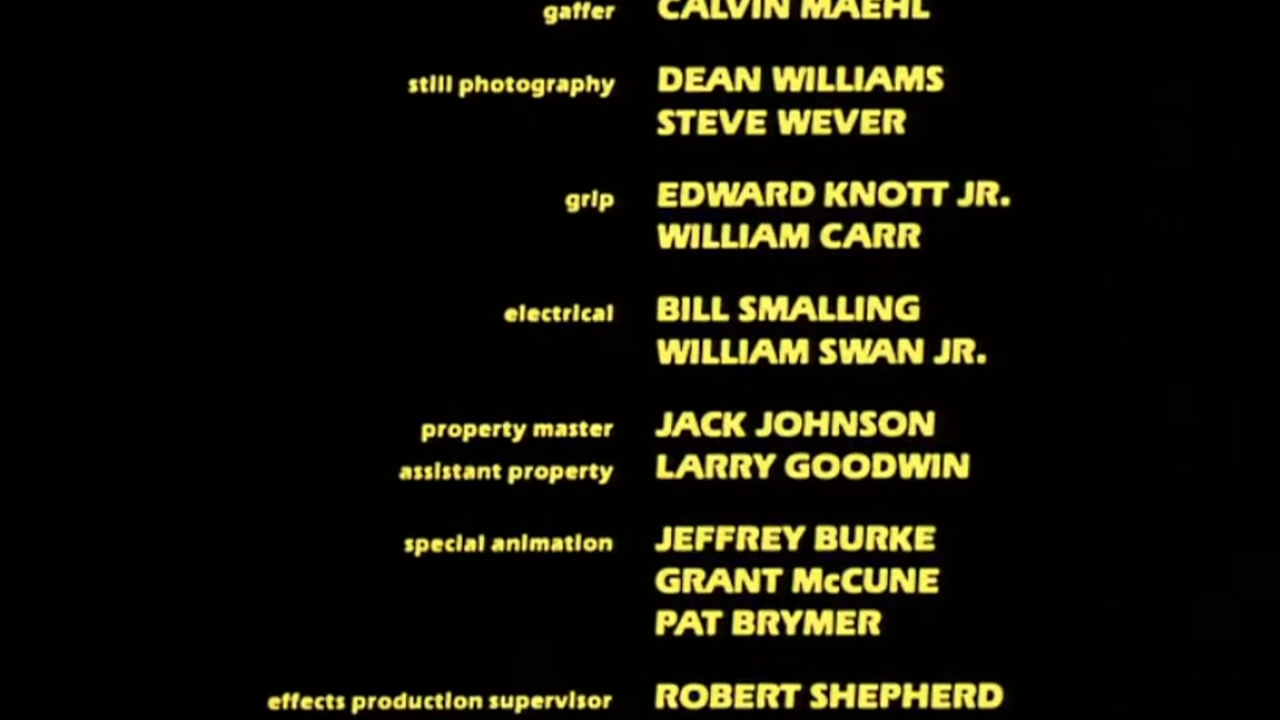 gaffer CALVIN MAEHL
still photography DEAN WILLIAMS
STEVE WEVER
grip EDWARD KNOTT JR.
WILLIAM CARR
electrical BILL SMALLING
WILLIAM SWAN JR.
property master JACK JOHNSON
assistant property LARRY GOODWIN
special animation JEFFREY BURKE
GRANT McCUNE
PAT BRYMER
effects production supervisor ROBERT SHEPHERD